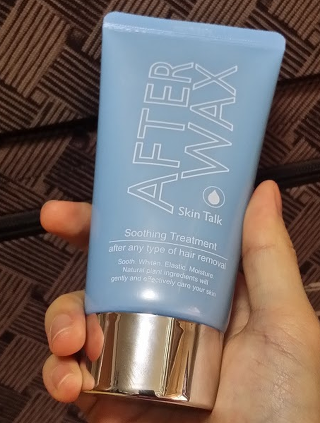 AFTER
WAX
Skin Talk
Soothing Treatment
after any type of hair removal
Sooth, Whiten, Elastic, Moisture
Natural plant ingredients will
gently and effectively care your skin